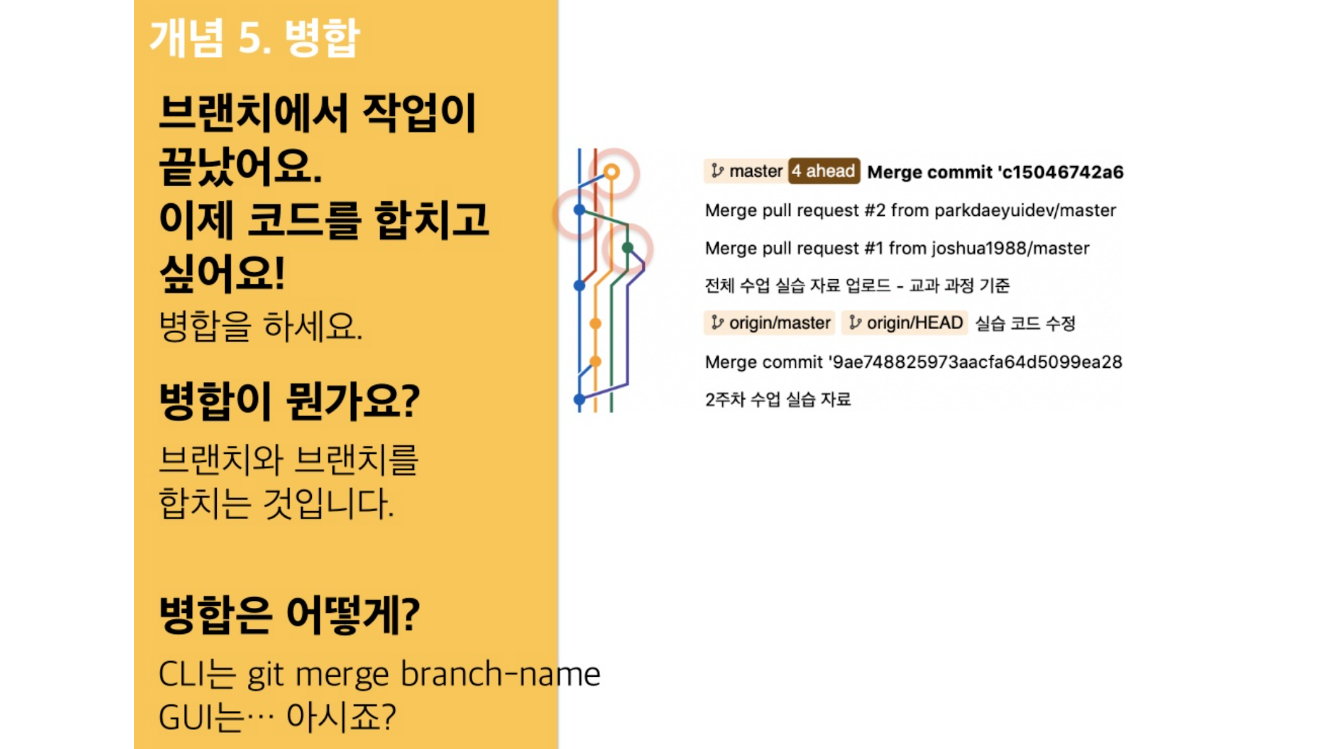 개념 5. 병합
브랜치에서 작업이
끝났어요.
이제 코드를 합치고
싶어요!
병합을 하세요.
병합이 뭔가요?
브랜치와 브랜치를
합치는 것입니다.
병합은 어떻게?
CLI는 git merge branch-name
GUI는… 아시죠?
master 4 ahead Merge commit 'c15046742a6
Merge pull request #2 from parkdaeyuidev/master
Merge pull request #1 from joshua1988/master
전체 수업 실습 자료 업로드 - 교과 과정 기준
origin/master origin/HEAD 실습 코드 수정
Merge commit '9ae748825973aacfa64d5099ea28
2주차 수업 실습 자료